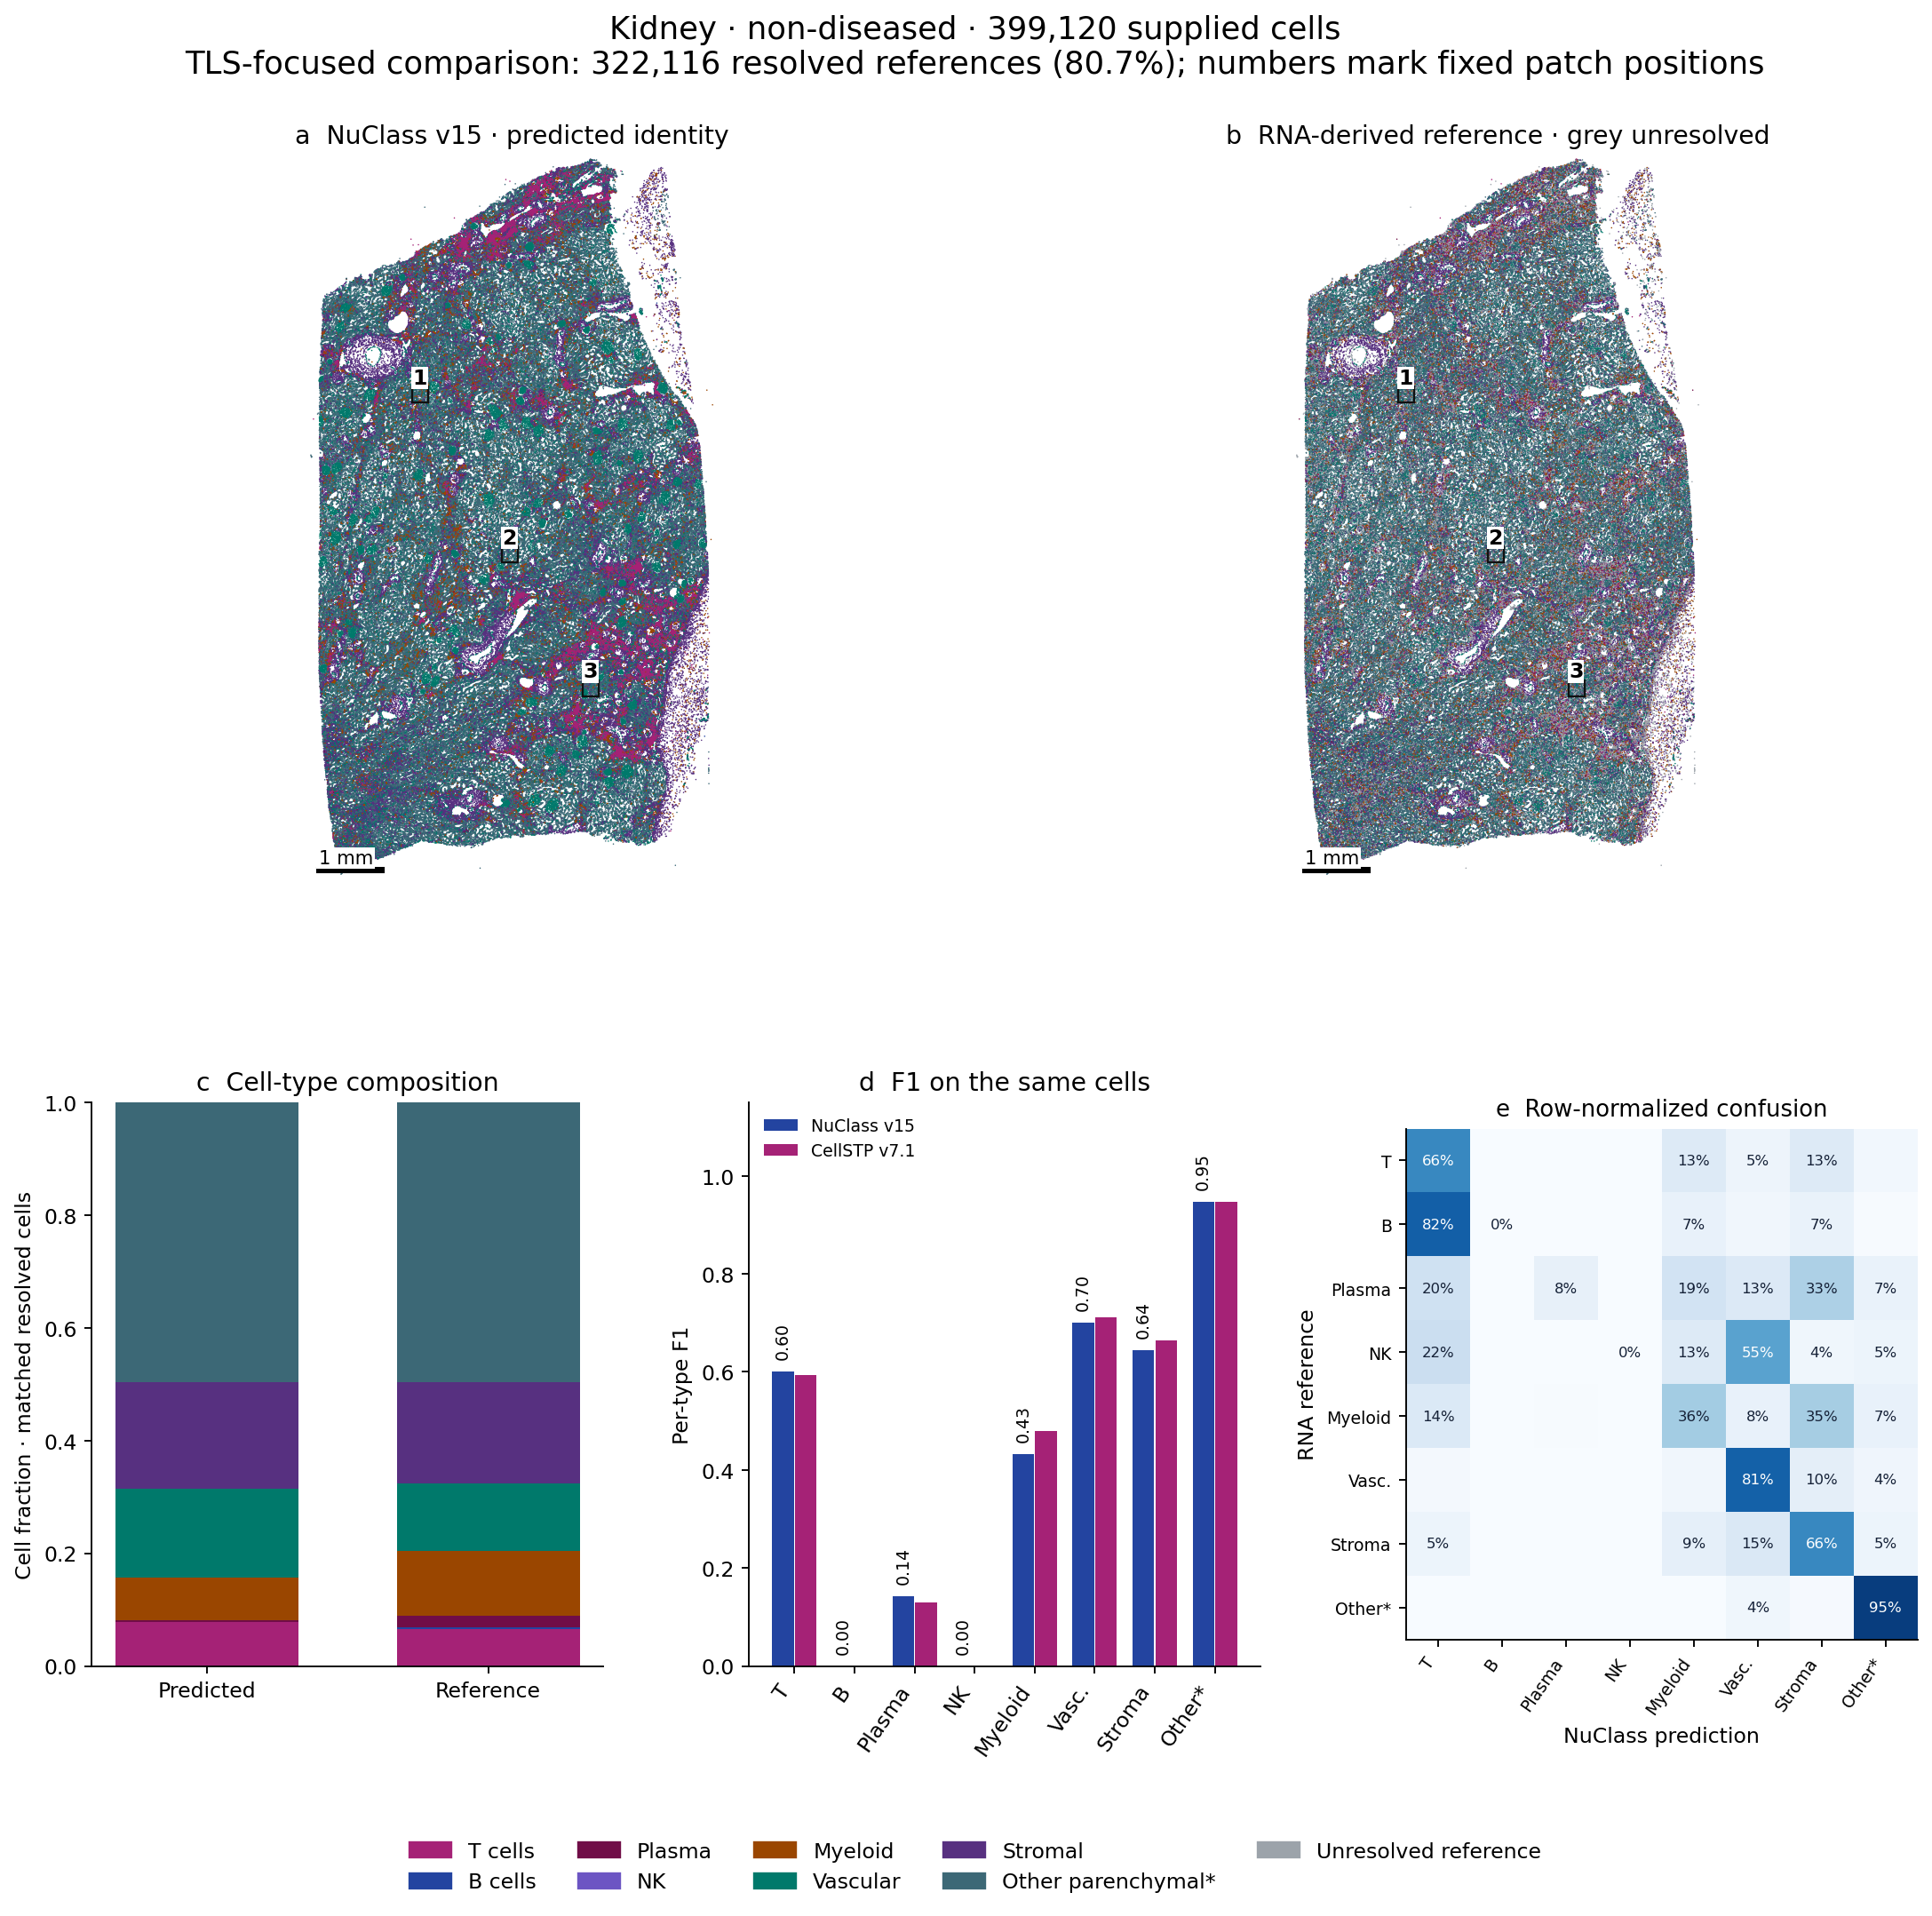 Kidney · non-diseased · 399,120 supplied cells
TLS-focused comparison: 322,116 resolved references (80.7%); numbers mark fixed patch positions
a NuClass v15 · predicted identity
b RNA-derived reference · grey unresolved
1
2
3
1 mm
1
2
3
1 mm
c Cell-type composition
Cell fraction · matched resolved cells
1.0
0.8
0.6
0.4
0.2
0.0
Predicted
Reference
d F1 on the same cells
NuClass v15
CellSTP v7.1
Per-type F1
1.0
0.8
0.6
0.4
0.2
0.0
0.60
0.00
0.14
0.00
0.43
0.70
0.64
0.95
T
B
Plasma
NK
Myeloid
Vasc.
Stroma
Other*
e Row-normalized confusion
RNA reference
T 66% 13% 5% 13%
B 82% 0% 7% 7%
Plasma 20% 8% 19% 13% 33% 7%
NK 22% 0% 13% 55% 4% 5%
Myeloid 14% 36% 8% 35% 7%
Vasc. 81% 10% 4%
Stroma 5% 9% 15% 66% 5%
Other* 4% 95%
T
B
Plasma
NK
Myeloid
Vasc.
Stroma
Other*
NuClass prediction
T cells
B cells
Plasma
NK
Myeloid
Vascular
Stromal
Other parenchymal*
Unresolved reference